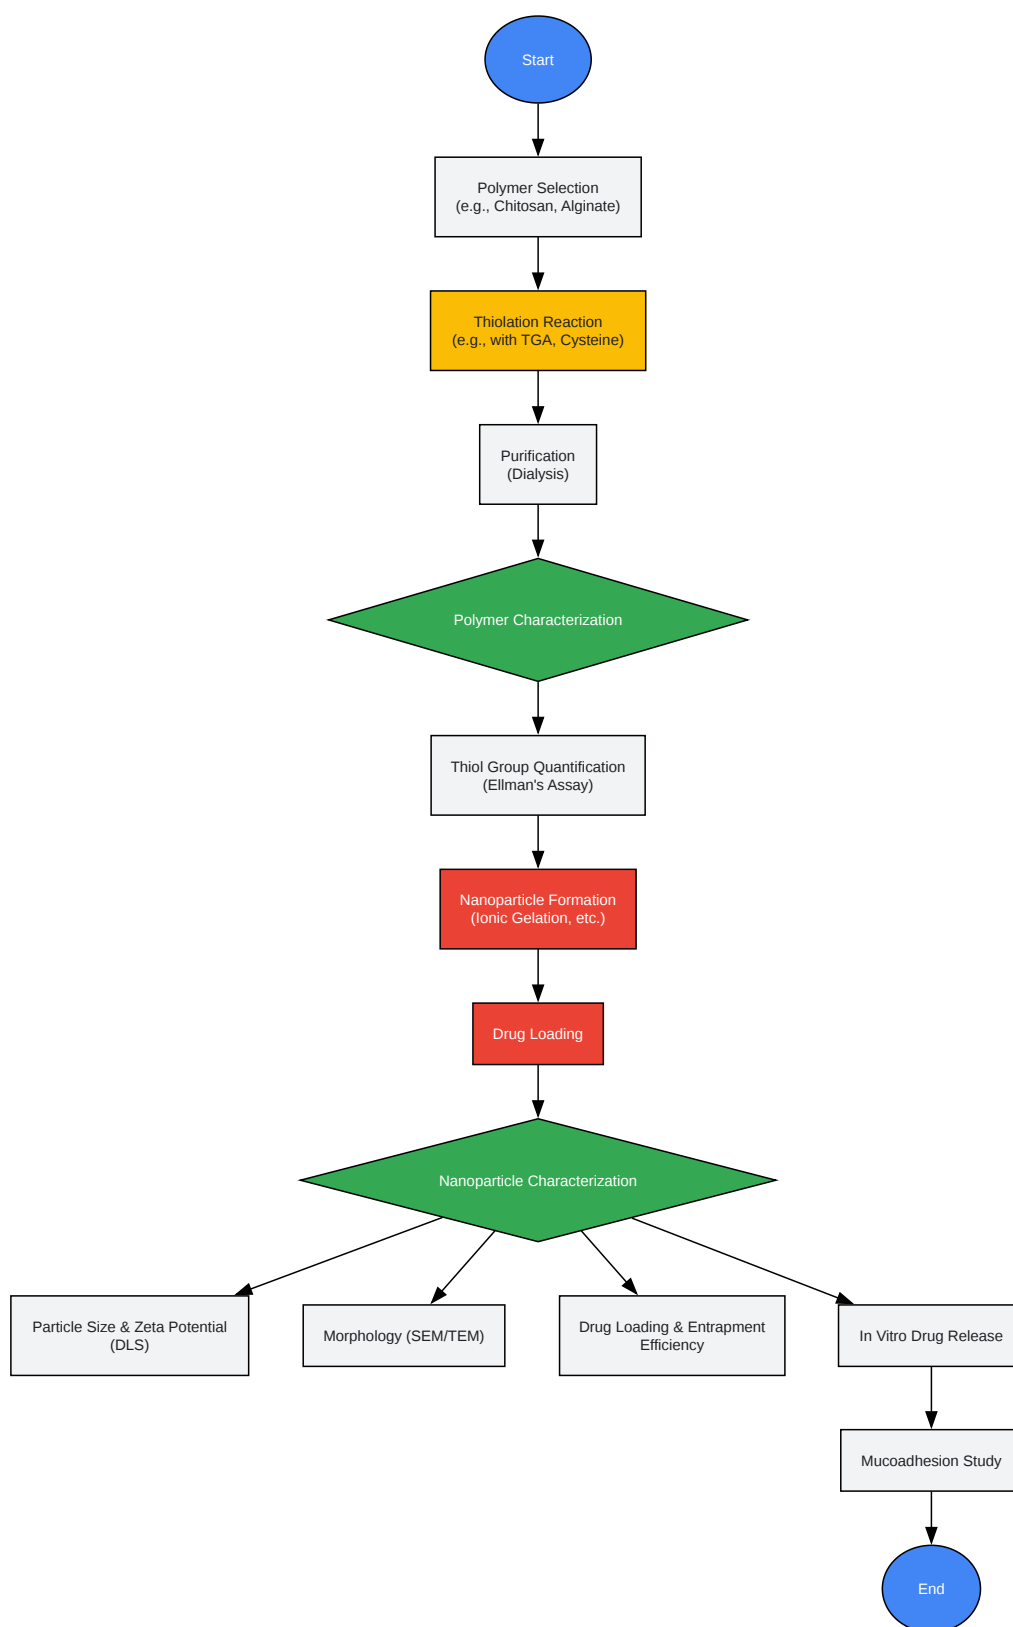 Start
Polymer Selection
(e.g., Chitosan, Alginate)
Thiolation Reaction
(e.g., with TGA, Cysteine)
Purification
(Dialysis)
Polymer Characterization
Thiol Group Quantification
(Ellman's Assay)
Nanoparticle Formation
(Ionic Gelation, etc.)
Drug Loading
Nanoparticle Characterization
Particle Size & Zeta Potential
(DLS)
Morphology (SEM/TEM)
Drug Loading & Entrapment
Efficiency
In Vitro Drug Release
Mucoadhesion Study
End